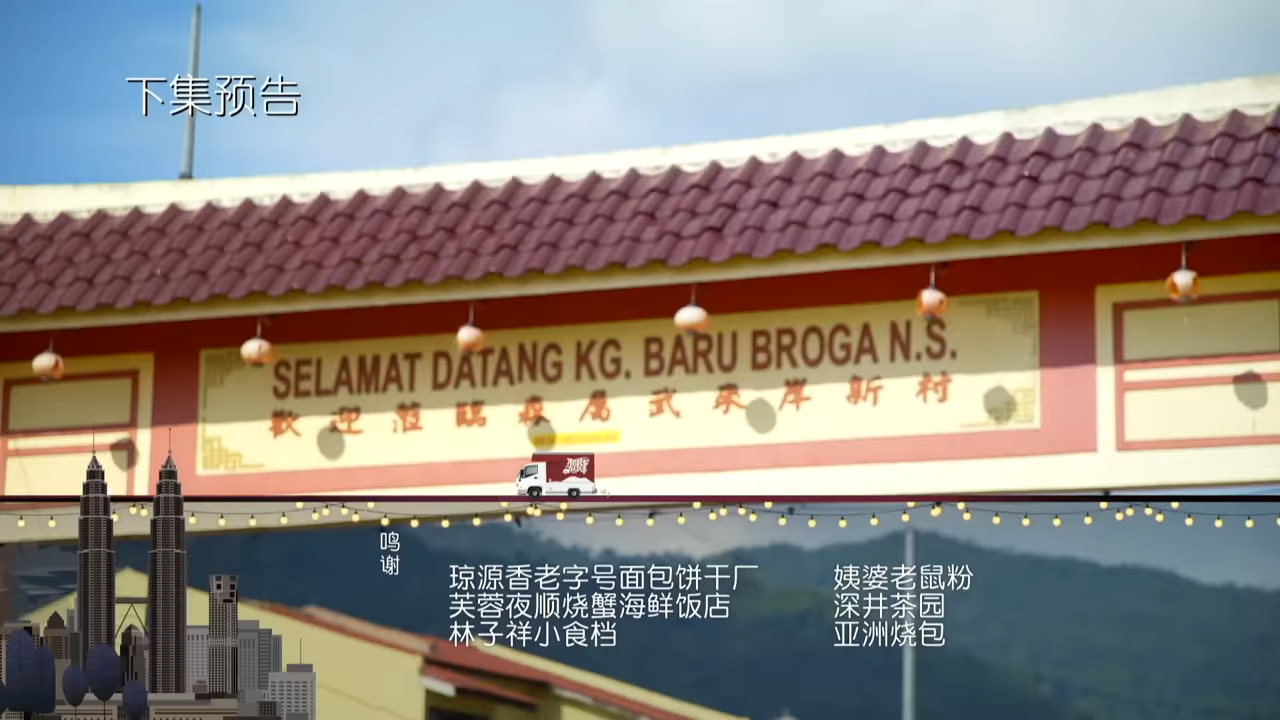 下集预告
SELAMAT DATANG KG. BARU BROGA N.S.
歡迎蒞臨森屬武來岸新村
鸣谢
琼源香老字号面包饼干厂
芙蓉夜顺烧蟹海鲜饭店
林子祥小食档
姨婆老鼠粉
深井茶园
亚洲烧包